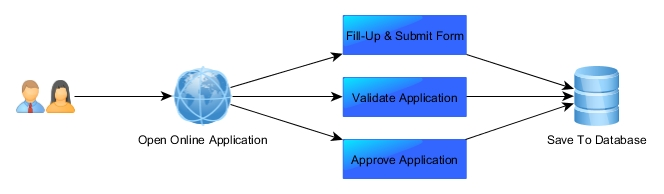 Fill-Up & Submit Form
Validate Application
Open Online Application
Save To Database
Approve Application